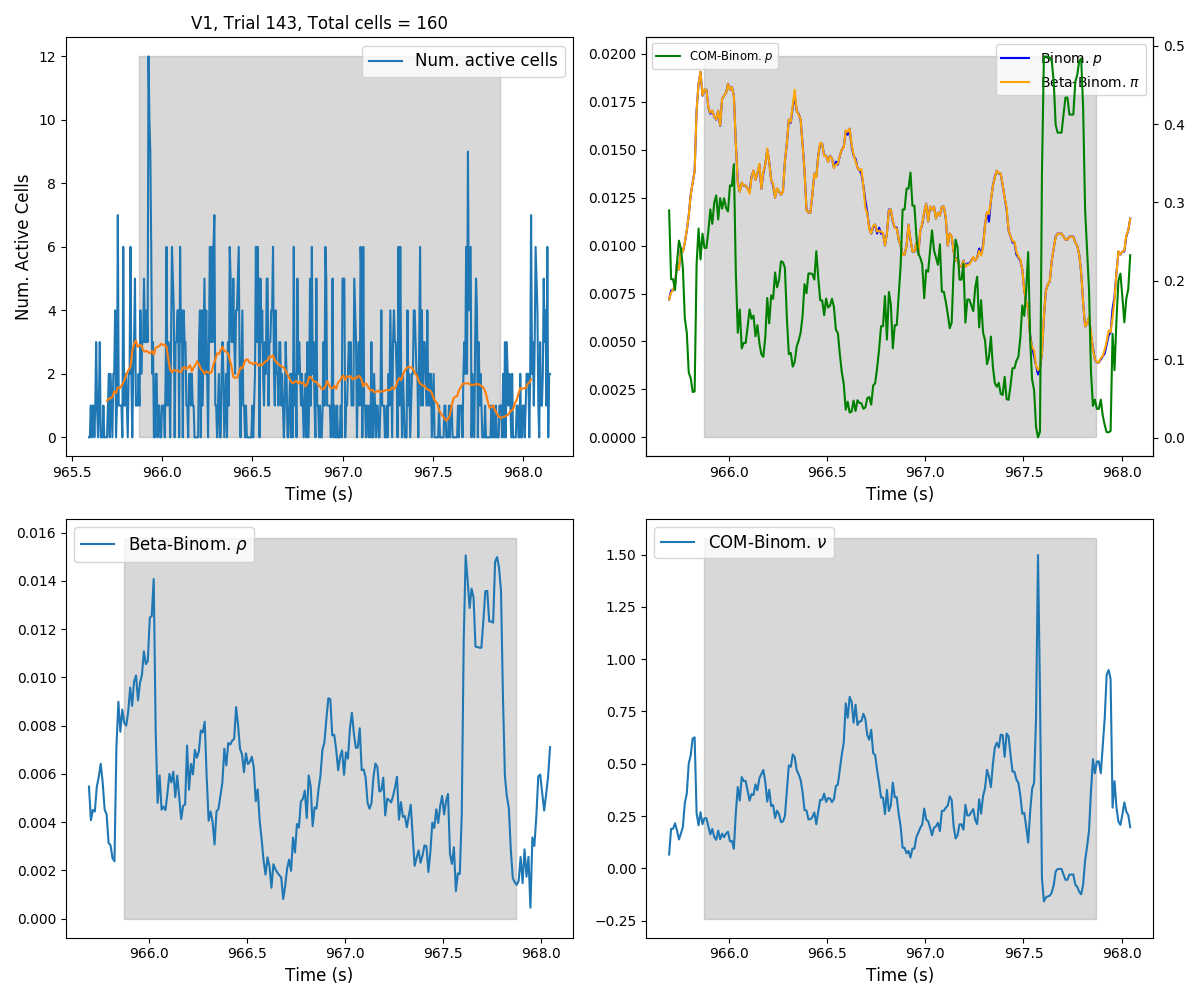 V1, Trial 143, Total cells = 160
Num. active cells
Num. Active Cells
12
10
8
6
4
2
0
965.5 966.0 966.5 967.0 967.5 968.0
Time (s)
COM-Binom. p
Binom. p
Beta-Binom. π
0.0200
0.0175
0.0150
0.0125
0.0100
0.0075
0.0050
0.0025
0.0000
0.5
0.4
0.3
0.2
0.1
0.0
966.0 966.5 967.0 967.5 968.0
Time (s)
Beta-Binom. ρ
0.016
0.014
0.012
0.010
0.008
0.006
0.004
0.002
0.000
966.0 966.5 967.0 967.5 968.0
Time (s)
COM-Binom. ν
1.50
1.25
1.00
0.75
0.50
0.25
0.00
−0.25
966.0 966.5 967.0 967.5 968.0
Time (s)